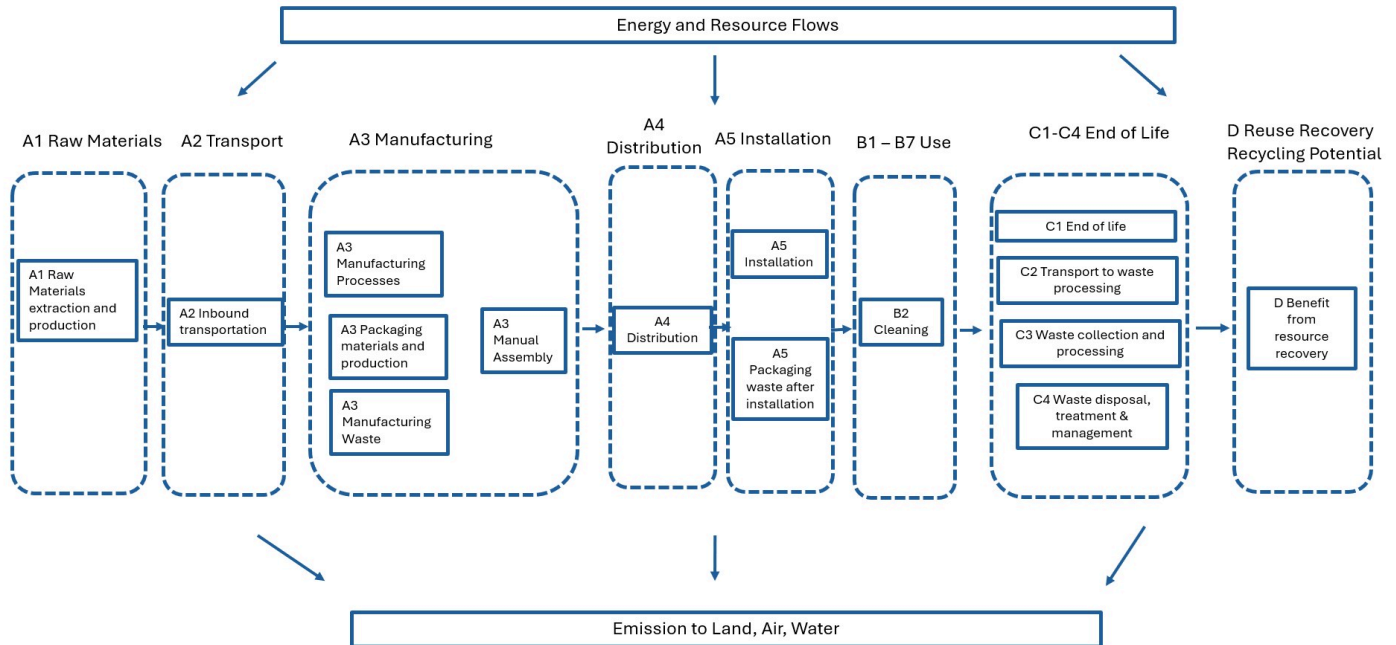 Energy and Resource Flows
A1 Raw Materials
A2 Transport
A3 Manufacturing
A4
Distribution
A5 Installation
B1 – B7 Use
C1-C4 End of Life
D Reuse Recovery
Recycling Potential
A1 Raw
Materials
extraction and
production
A2 Inbound
transportation
A3
Manufacturing
Processes
A3 Packaging
materials and
production
A3
Manufacturing
Waste
A3
Manual
Assembly
A4
Distribution
A5
Installation
A5
Packaging
waste after
installation
B2
Cleaning
C1 End of life
C2 Transport to waste
processing
C3 Waste collection and
processing
C4 Waste disposal,
treatment &
management
D Benefit
from
resource
recovery
Emission to Land, Air, Water